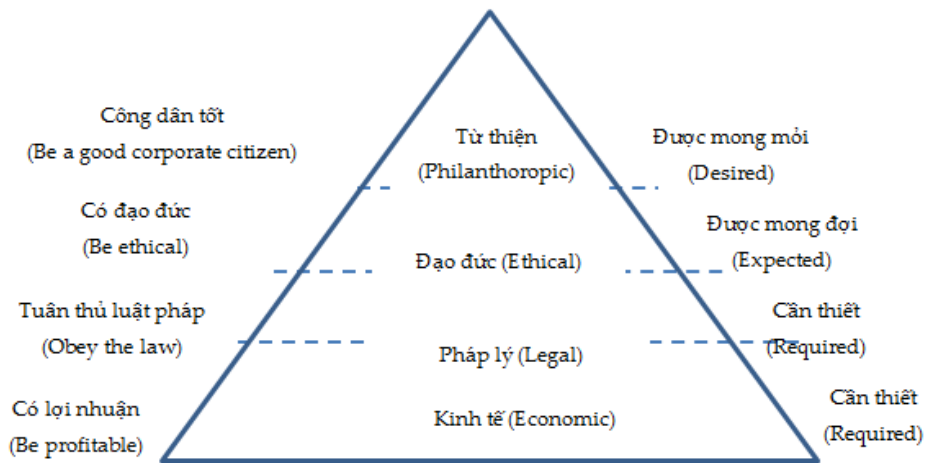 Công dân tốt
(Be a good corporate citizen)
Từ thiện
(Philanthoropic)
Được mong mỏi
(Desired)
Có đạo đức
(Be ethical)
Đạo đức (Ethical)
Được mong đợi
(Expected)
Tuân thủ luật pháp
(Obey the law)
Pháp lý (Legal)
Cần thiết
(Required)
Có lợi nhuận
(Be profitable)
Kinh tế (Economic)
Cần thiết
(Required)